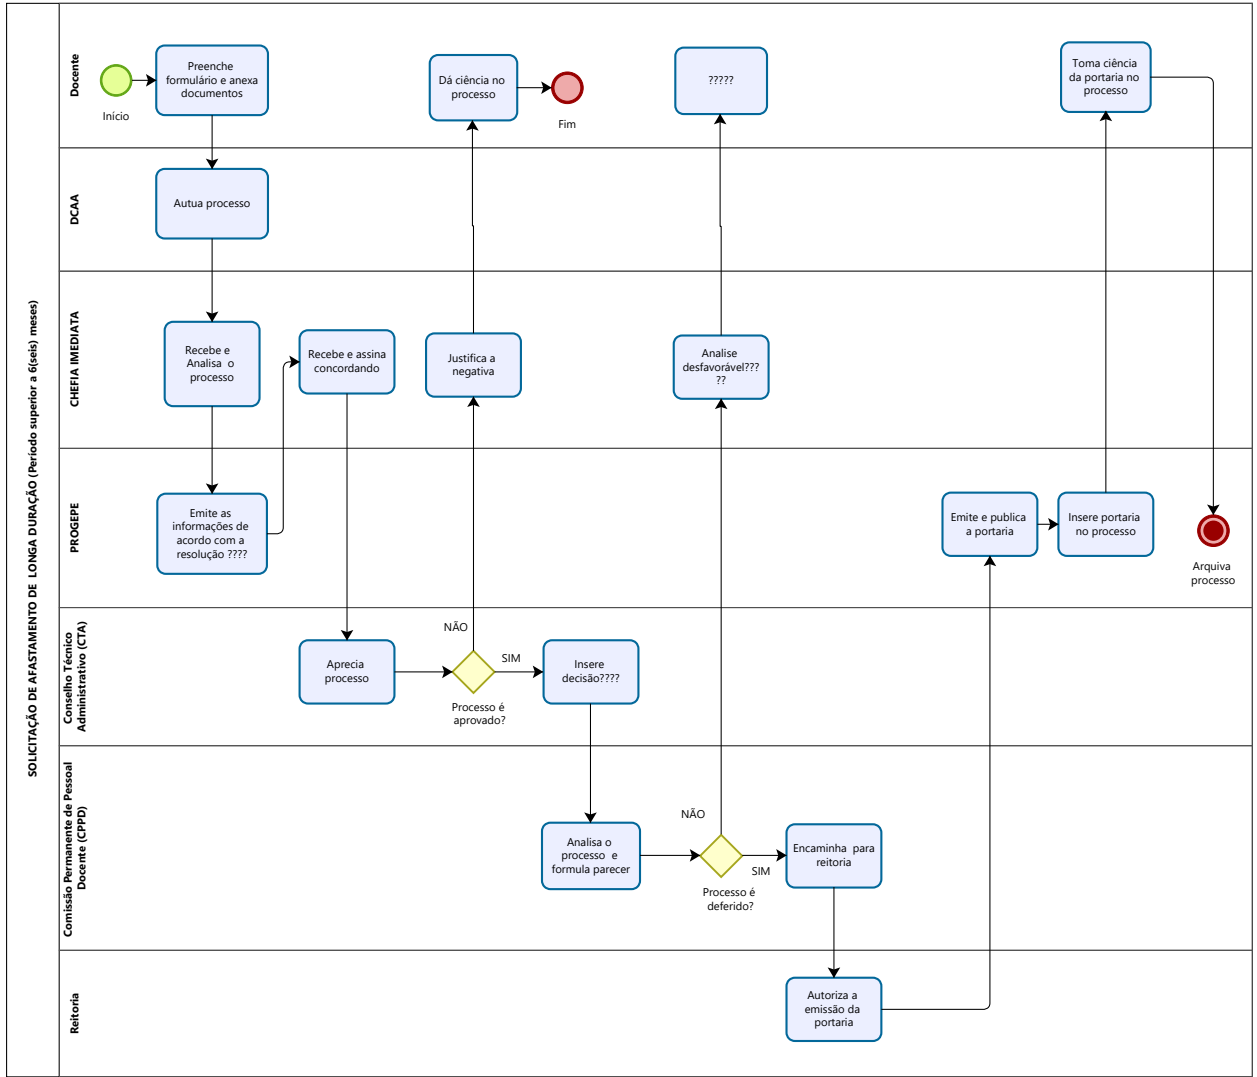 SOLICITAÇÃO DE AFASTAMENTO DE LONGA DURAÇÃO (Período superior a 6(seis) meses)
Docente
Início
Preenche
formulário e anexa
documentos
Dá ciência no
processo
Fim
?????
Toma ciência
da portaria no
processo
DCAA
Autua processo
CHEFIA IMEDIATA
Recebe e
Analisa o
processo
Recebe e assina
concordando
Justifica a
negativa
Analise
desfavorável???
??
PROGEPE
Emite as
informações de
acordo com a
resolução ????
Emite e publica
a portaria
Insere portaria
no processo
Arquiva
processo
Conselho Técnico
Administrativo (CTA)
Aprecia
processo
NÃO
SIM
Processo é
aprovado?
Insere
decisão????
Comissão Permanente de Pessoal
Docente (CPPD)
Analisa o
processo e
formula parecer
NÃO
SIM
Processo é
deferido?
Encaminha para
reitoria
Reitoria
Autoriza a
emissão da
portaria